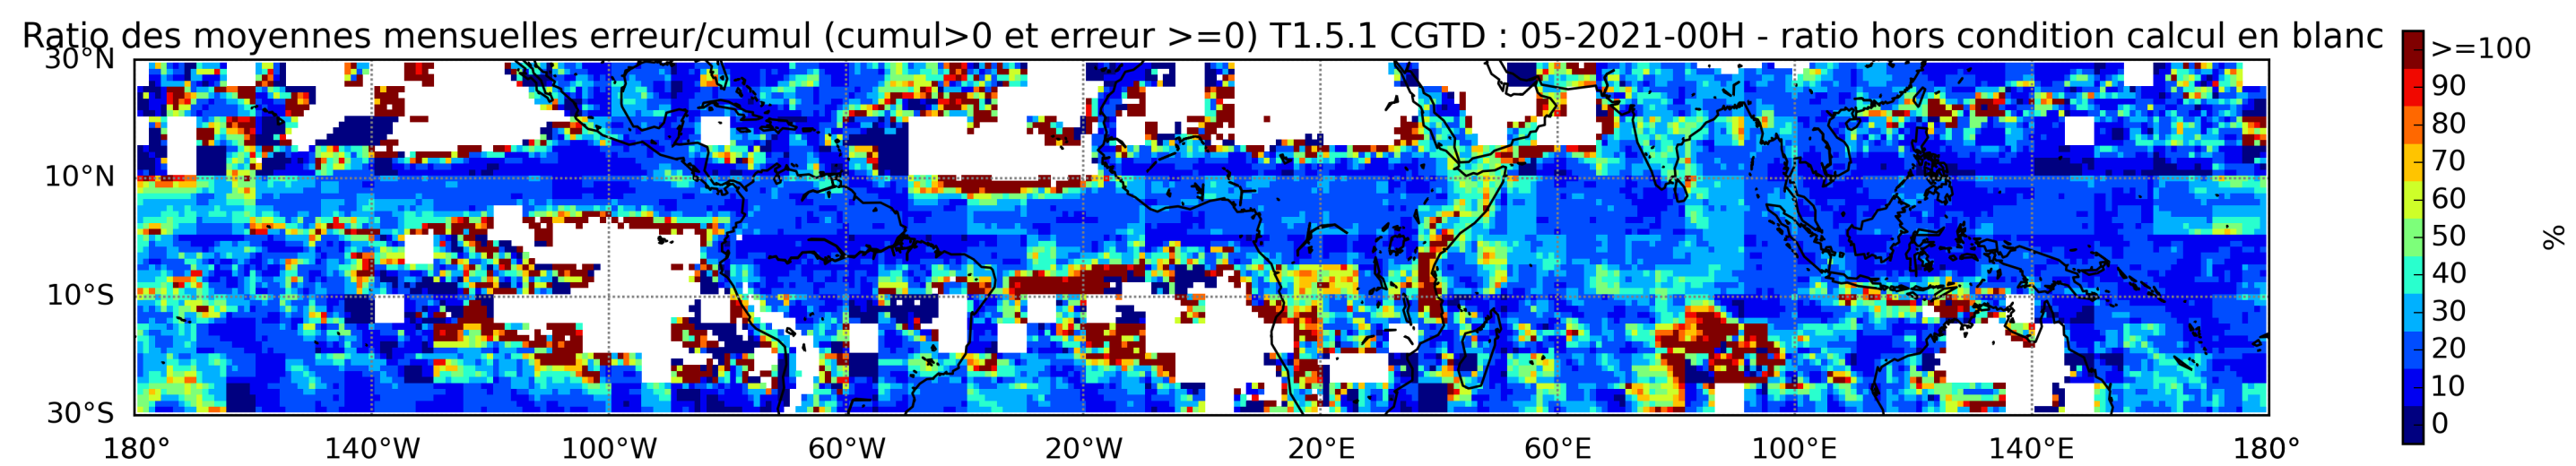 Ratio des moyennes mensuelles erreur/cumul (cumul>0 et erreur >=0) T1.5.1 CGTD : 05-2021-00H - ratio hors condition calcul en blanc
30°N
10°N
10°S
30°S
180° 140°W 100°W 60°W 20°W 20°E 60°E 100°E 140°E 180°
>=100
90
80
70
60
50
40
30
20
10
0
%